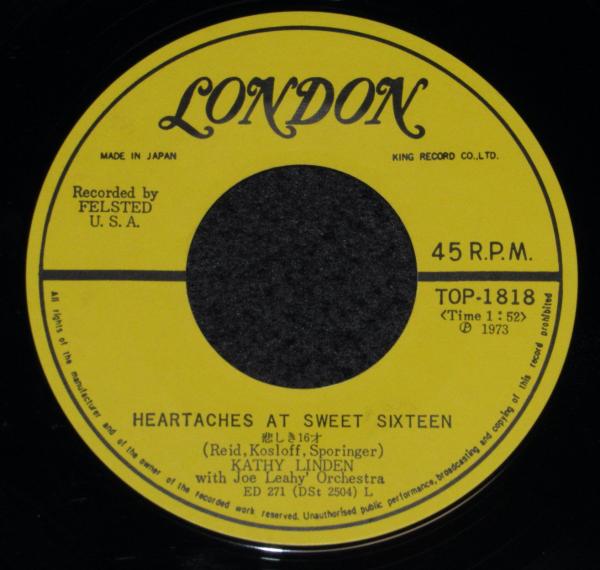 LONDON
MADE IN JAPAN
KING RECORD CO., LTD.
Recorded by
FELSTED
U. S. A.
45 R.P.M.
TOP-1818
<Time 1 : 52>
Ⓟ 1973
HEARTACHES AT SWEET SIXTEEN
悲しき16才
(Reid, Kosloff, Sporinger)
KATHY LINDEN
with Joe Leahy' Orchestra
ED 271 (DSt 2504) L
All rights of the manufacturer and of the owner of the recorded work reserved. Unauthorised public performance, broadcasting and copying of this record prohibited